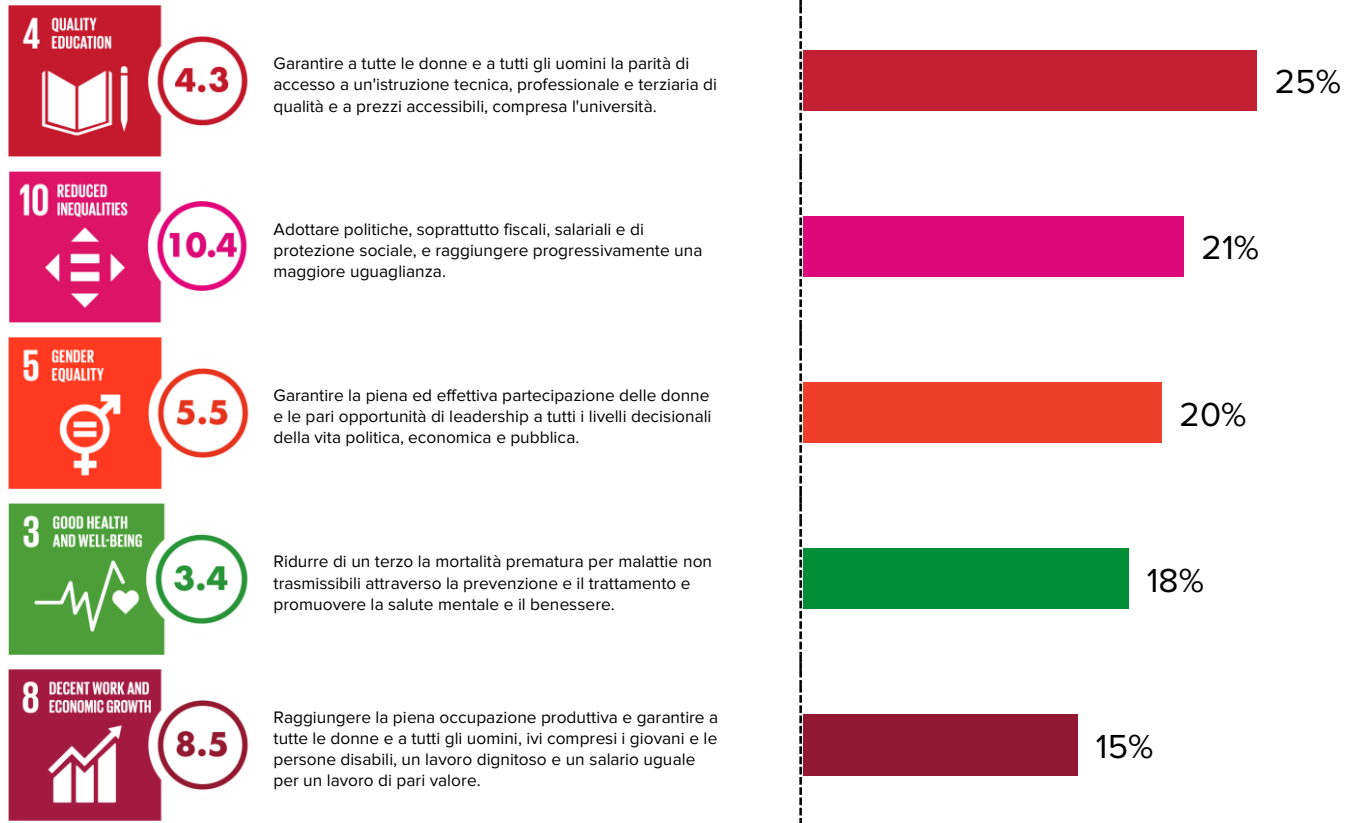 4 QUALITY
EDUCATION
4.3
Garantire a tutte le donne e a tutti gli uomini la parità di
accesso a un'istruzione tecnica, professionale e terziaria di
qualità e a prezzi accessibili, compresa l'università.
25%
10 REDUCED
INEQUALITIES
10.4
Adottare politiche, soprattutto fiscali, salariali e di
protezione sociale, e raggiungere progressivamente una
maggiore uguaglianza.
21%
5 GENDER
EQUALITY
5.5
Garantire la piena ed effettiva partecipazione delle donne
e le pari opportunità di leadership a tutti i livelli decisionali
della vita politica, economica e pubblica.
20%
3 GOOD HEALTH
AND WELL-BEING
3.4
Ridurre di un terzo la mortalità prematura per malattie non
trasmissibili attraverso la prevenzione e il trattamento e
promuovere la salute mentale e il benessere.
18%
8 DECENT WORK AND
ECONOMIC GROWTH
8.5
Raggiungere la piena occupazione produttiva e garantire a
tutte le donne e a tutti gli uomini, ivi compresi i giovani e le
persone disabili, un lavoro dignitoso e un salario uguale
per un lavoro di pari valore.
15%